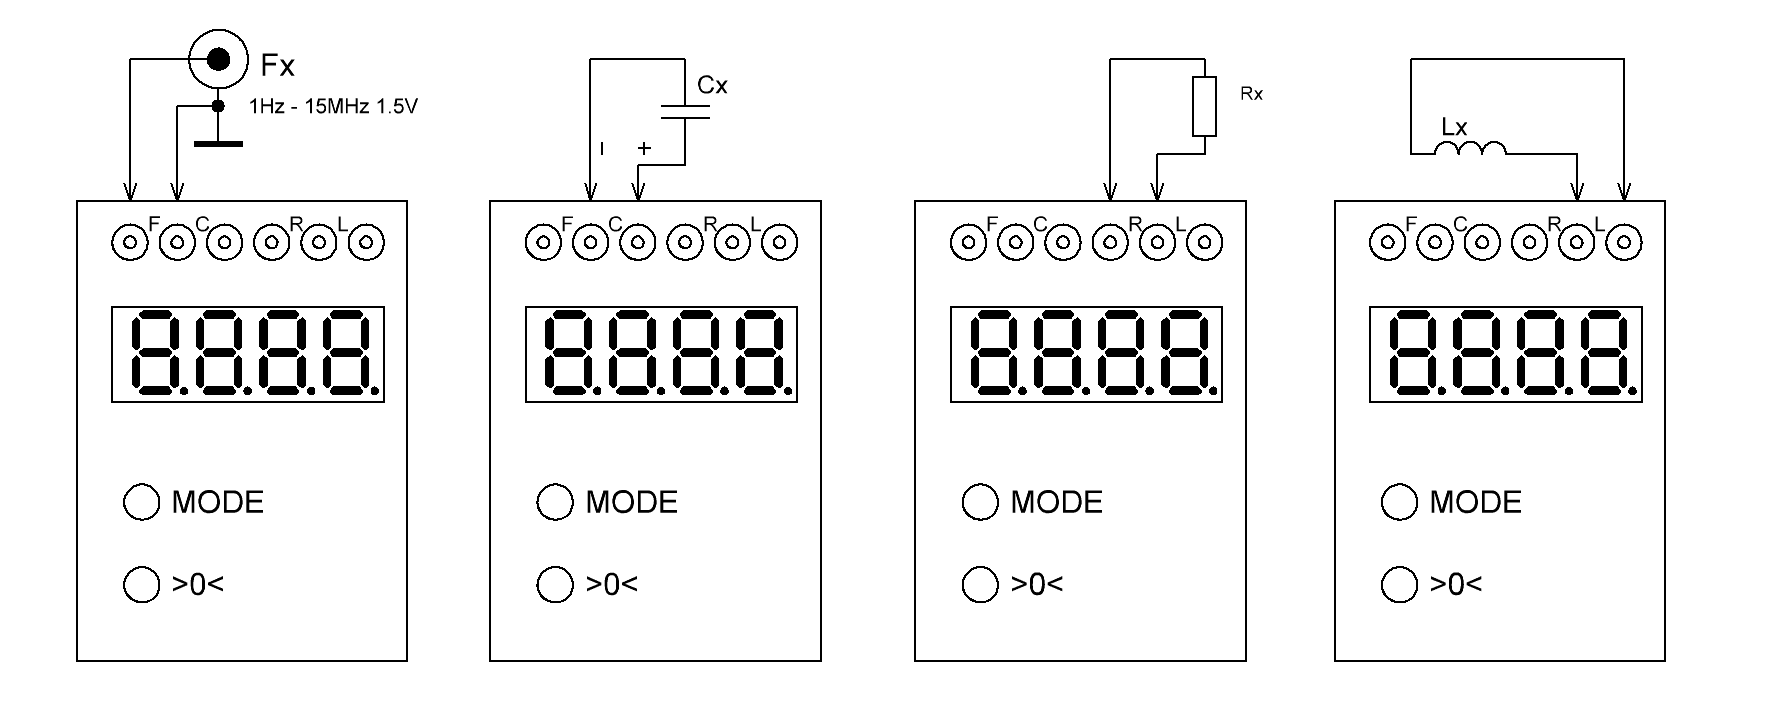 Fx
1Hz - 15MHz 1.5V
F C R L
8.8.8.8.
MODE
>0<
Cx
- +
F C R L
8.8.8.8.
MODE
>0<
Rx
F C R L
8.8.8.8.
MODE
>0<
Lx
F C R L
8.8.8.8.
MODE
>0<